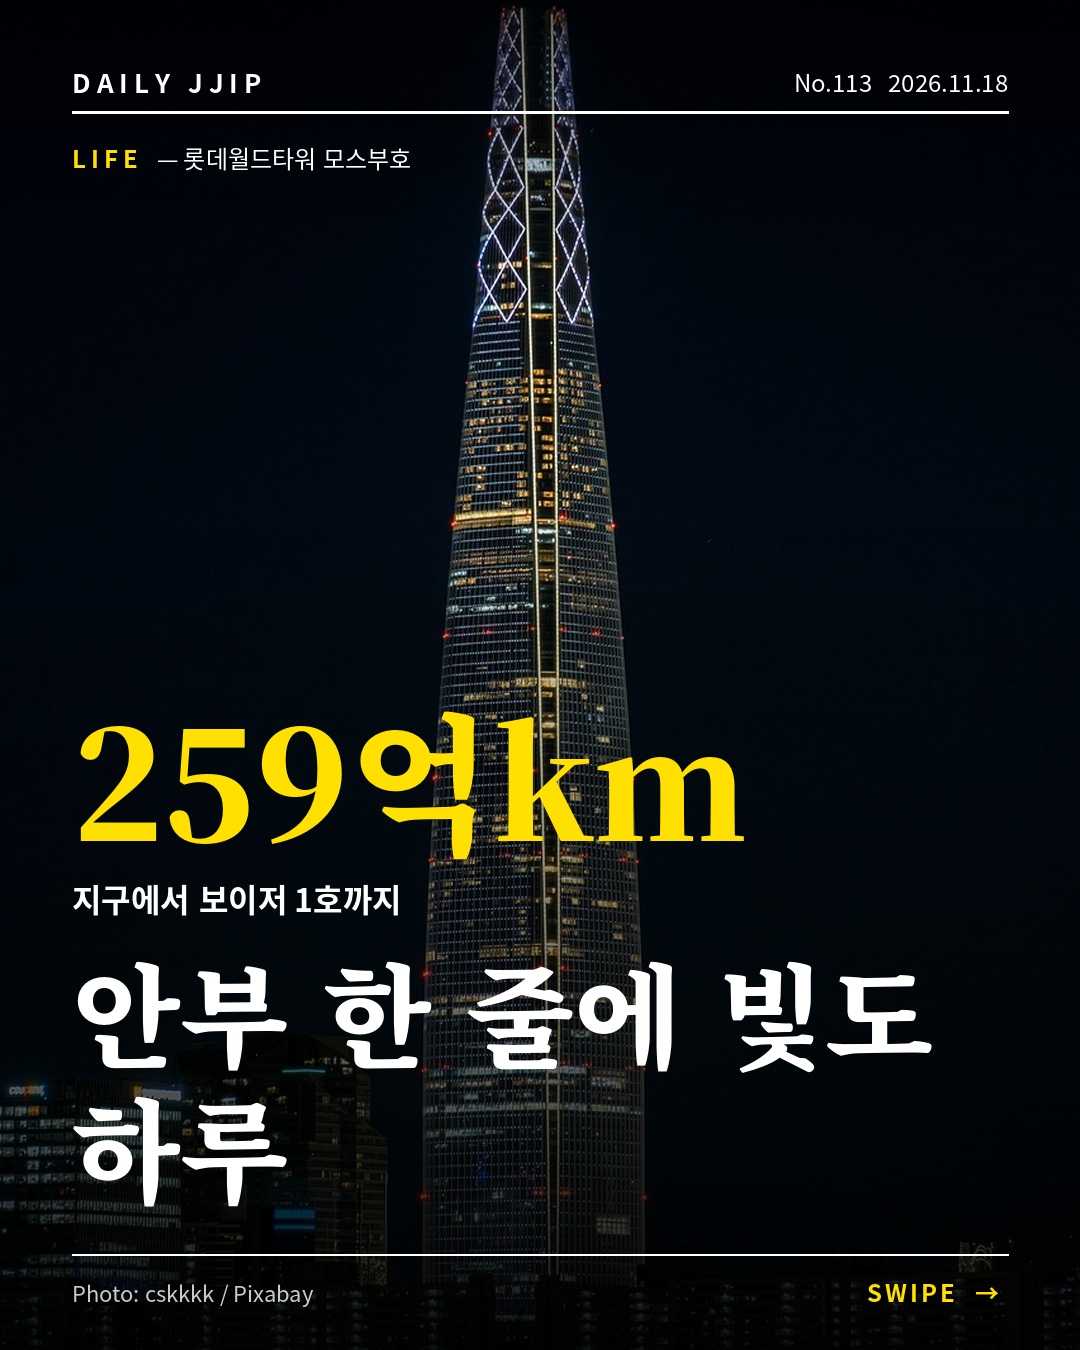 DAILY JJIP
No.113 2026.11.18
LIFE — 롯데월드타워 모스부호
259억km
지구에서 보이저 1호까지
안부 한 줄에 빛도
하루
coupang
Photo: cskkkk / Pixabay
SWIPE →